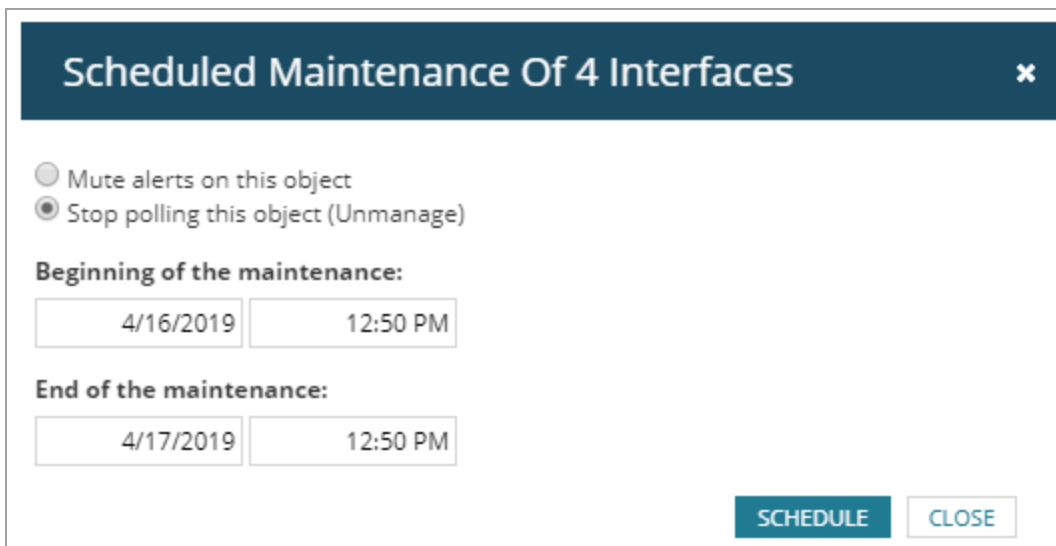 Scheduled Maintenance Of 4 Interfaces
Mute alerts on this object
Stop polling this object (Unmanage)
Beginning of the maintenance:
4/16/2019 12:50 PM
End of the maintenance:
4/17/2019 12:50 PM
SCHEDULE CLOSE